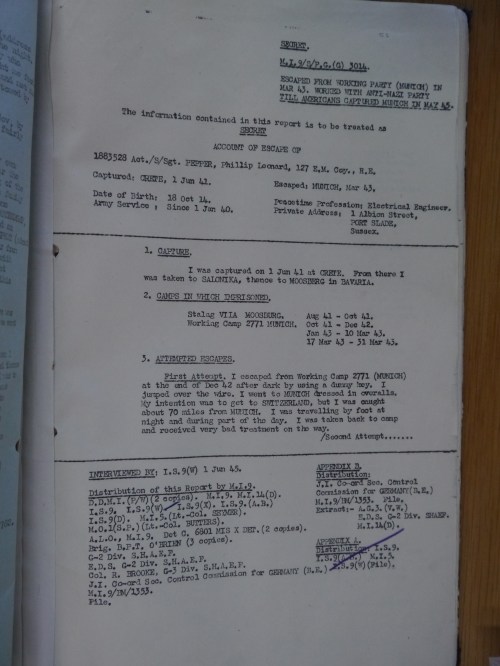 SECRET.
M.I.9/S/P.G.(G) 3014.
ESCAPED FROM WORKING PARTY (MUNICH) IN
MAR 43. WORKED WITH ANTI-NAZI PARTY
TILL AMERICANS CAPTURED MUNICH IN MAY 43.
The information contained in this report is to be treated as
SECRET
ACCOUNT OF ESCAPE OF
1883528 Act./S/Sgt. PEPPER, Phillip Leonard, 127 E.M. Coy., R.E.
Captured: CRETE, 1 Jun 41.
Escaped: MUNICH, Mar 43.
Date of Birth: 18 Oct 14.
Army Service : Since 1 Jan 40.
Peacetime Profession: Electrical Engineer.
Private Address: 1 Albion Street,
PORT SLADE,
Sussex.
1. CAPTURE.
I was captured on 1 Jun 41 at CRETE. From there I
was taken to SALONIKA, thence to MOOSBERG in BAVARIA.
2. CAMPS IN WHICH IMPRISONED.
Stalag VIIA MOOSBURG. Aug 41 - Oct 41.
Working Camp 2771 MUNICH. Oct 41 - Dec 42.
Jan 43 - 10 Mar 43.
17 Mar 43 - 31 Mar 43.
3. ATTEMPTED ESCAPES.
First Attempt. I escaped from Working Camp 2771 (MUNICH)
at the end of Dec 42 after dark by using a dummy key. I
jumped over the wire. I went to MUNICH dressed in overalls.
My intention was to get to SWITZERLAND, but I was caught
about 70 miles from MUNICH. I was travelling by foot at
night and during part of the day. I was taken back to camp
and received very bad treatment on the way.
/Second Attempt.......
INTERVIEWED BY: I.S.9(W) 1 Jun 45.
Distribution of this Report by M.I.9.
D.D.M.I.(P/W)(2 copies). M.I.9. M.I.14(D).
I.S.9. I.S.9(W). I.S.9(X). I.S.9.(A.B.)
I.S.9(D). M.I.5.(Lt.-Col. SEYMER).
M.O.1(S.P.) (Lt.-Col. BUTTERS).
A.L.O., M.I.9. Det C. 6801 MIS X DET.(2 copies).
Brig. R.F.T. O'BRIEN (3 copies).
G-2 Div. S.H.A.E.F.
E.D.S. G-2 Div. S.H.A.E.F.
Col. R. BROOKE, G-3 Div. S.H.A.E.F.
J.I. Co-ord Sec. Control Commission for GERMANY (B.E.)
M.I.9/BM/1353.
File.
APPENDIX B.
Distribution:
J.I. Co-ord Sec. Control
Commission for GERMANY(B.E.)
M.I.9/BM/1353. File.
Extract:- A.G.3.(V.W.)
E.D.S. G-2 Div. SHAEF.
M.I.14(D).
APPENDIX A.
Distribution: I.S.9.
I.S.9(A.B.) M.I.X
I.S.9(W)(File).